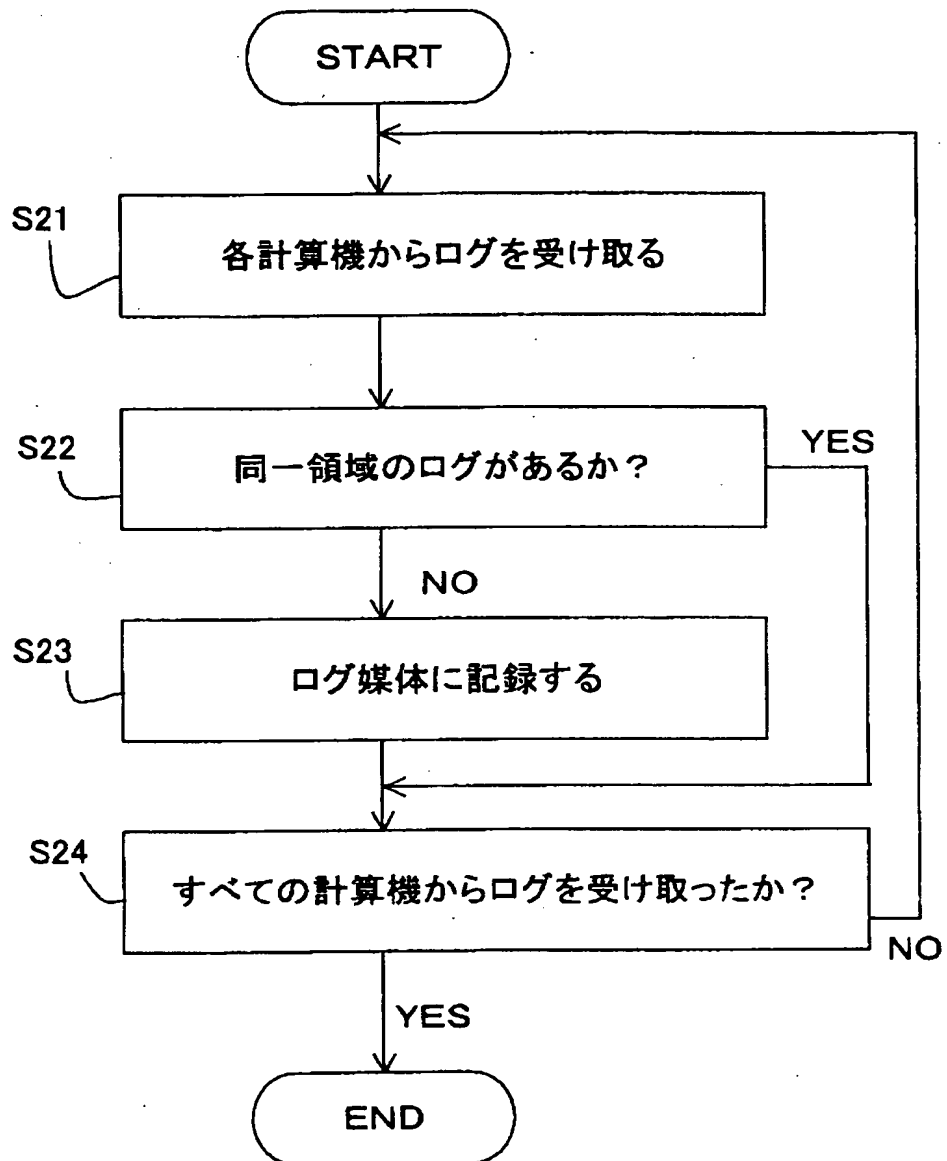 START
S21
各計算機からログを受け取る
S22
同一領域のログがあるか？
YES
NO
S23
ログ媒体に記録する
S24
すべての計算機からログを受け取ったか？
NO
YES
END